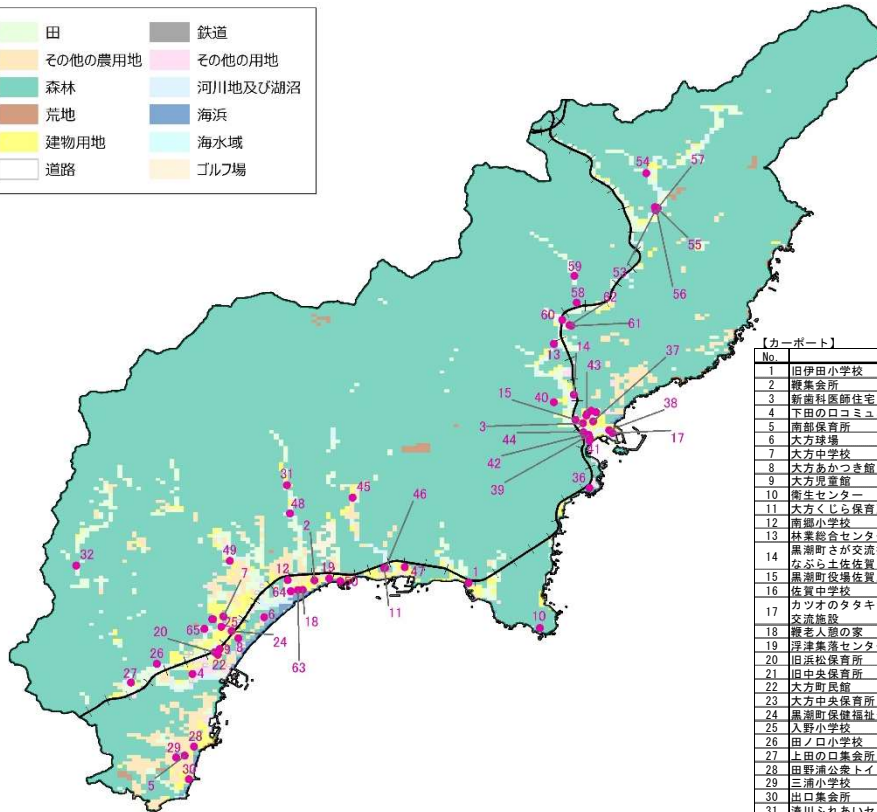 田
鉄道
その他の農用地
その他の用地
森林
河川地及び湖沼
荒地
海浜
建物用地
海水域
道路
ゴルフ場
54
57
53
55
56
59
58
62
60
61
13
14
43
37
15
40
38
3
44
17
42
41
39
36
31
48
45
46
2
32
49
12
19
47
1
7
64
18
11
10
6
65
25
24
20
9
8
63
22
26
4
27
28
29
5
30
【カーポート】
No.
1 旧伊田小学校
2 鞭集会所
3 新歯科医師住宅
4 下田の口コミュ
5 南部保育所
6 大方球場
7 大方中学校
8 大方あかつき館
9 大方児童館
10 衛生センター
11 大方くじら保育
12 南郷小学校
13 林業総合センタ
14 黒潮町さが交流
なぶら土佐佐賀
15 黒潮町役場佐賀
16 佐賀中学校
17 カツオのタタキ
交流施設
18 鞭老人憩の家
19 浮津集落センタ
20 旧浜松保育所
21 旧中央保育所
22 大方町民館
23 大方中央保育所
24 黒潮町保健福祉
25 入野小学校
26 田ノ口小学校
27 上田の口集会所
28 田野浦公衆トイ
29 三浦小学校
30 出口集会所